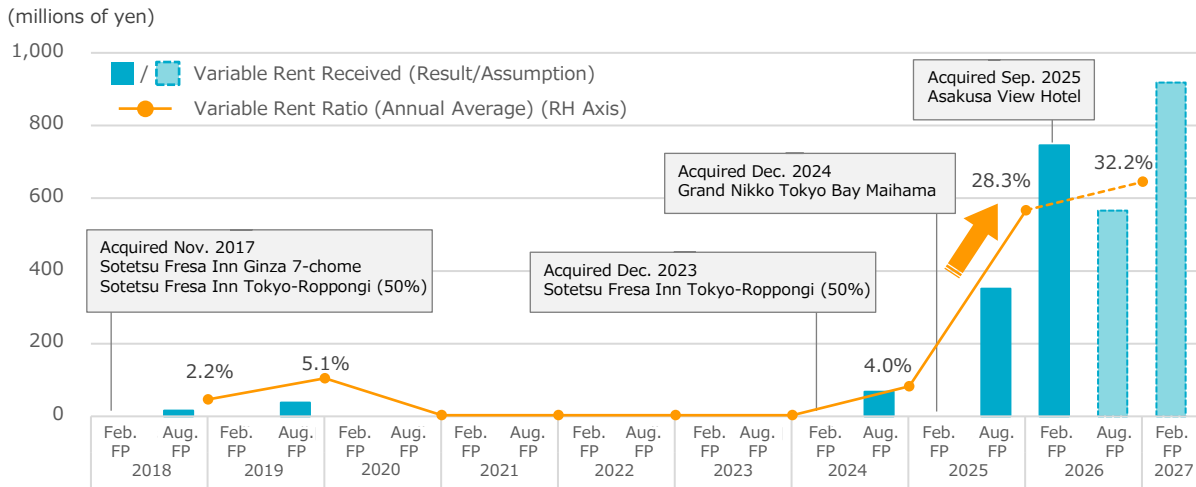 (millions of yen)
1,000
800
600
400
200
0
/ Variable Rent Received (Result/Assumption)
Variable Rent Ratio (Annual Average) (RH Axis)
Acquired Sep. 2025
Asakusa View Hotel
Acquired Dec. 2024
Grand Nikko Tokyo Bay Maihama
Acquired Nov. 2017
Sotetsu Fresa Inn Ginza 7-chome
Sotetsu Fresa Inn Tokyo-Roppongi (50%)
Acquired Dec. 2023
Sotetsu Fresa Inn Tokyo-Roppongi (50%)
2.2%
5.1%
4.0%
28.3%
32.2%
Feb. Aug. Feb. Aug. Feb. Aug. Feb. Aug. Feb. Aug. Feb. Aug. Feb. Aug. Feb. Aug. Feb. Aug. Feb.
FP FP FP FP FP FP FP FP FP FP FP FP FP FP FP FP FP FP FP
2018 2019 2020 2021 2022 2023 2024 2025 2026 2027